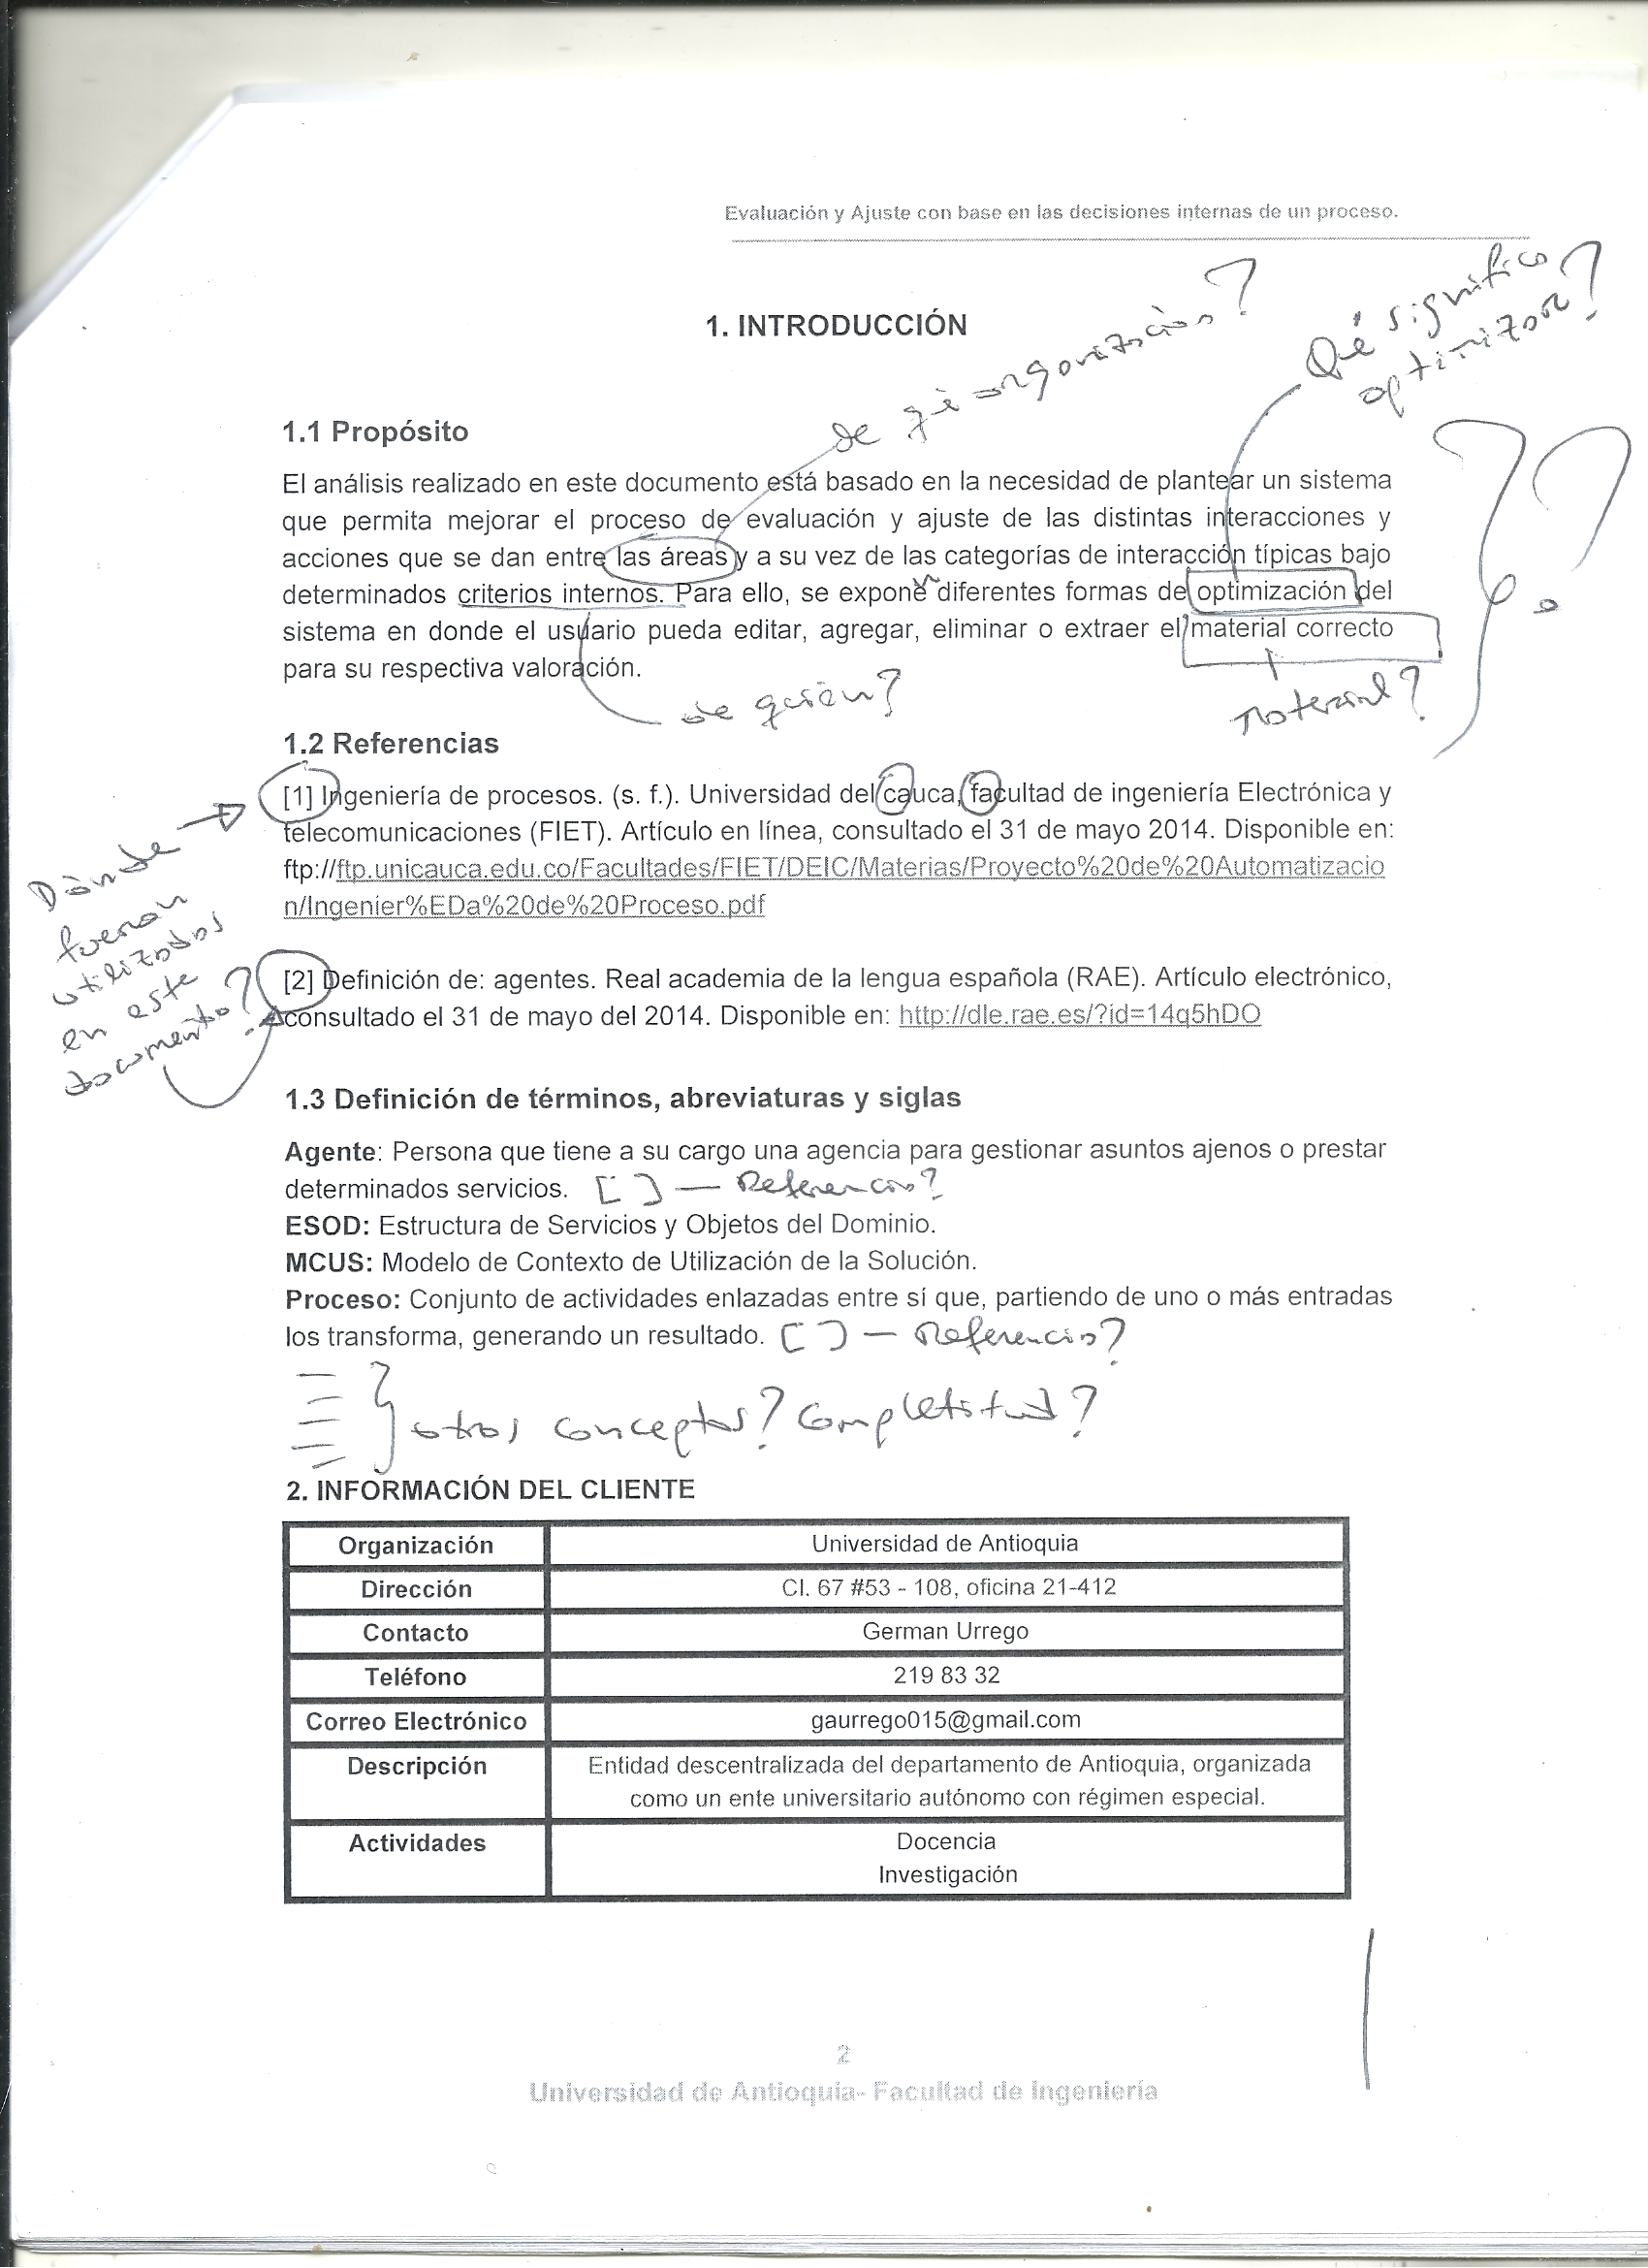 Evaluación y Ajuste con base en las decisiones internas de un proceso.
1. INTRODUCCIÓN
de qué organización?
Qué significa
optimizar?
1.1 Propósito
El análisis realizado en este documento está basado en la necesidad de plantear un sistema
que permita mejorar el proceso de evaluación y ajuste de las distintas interacciones y
acciones que se dan entre las áreas y a su vez de las categorías de interacción típicas bajo
determinados criterios internos. Para ello, se expone diferentes formas de optimización del
n
sistema en donde el usuario pueda editar, agregar, eliminar o extraer el material correcto
para su respectiva valoración.
??
de quién?
Material?
1.2 Referencias
[1] Ingeniería de procesos. (s. f.). Universidad del cauca, facultad de ingeniería Electrónica y
telecomunicaciones (FIET). Artículo en línea, consultado el 31 de mayo 2014. Disponible en:
ftp://ftp.unicauca.edu.co/Facultades/FIET/DEIC/Materias/Proyecto%20de%20Automatizacio
n/Ingenier%EDa%20de%20Proceso.pdf
Dónde
fueron
utilizados
en este
documento?
[2] Definición de: agentes. Real academia de la lengua española (RAE). Artículo electrónico,
consultado el 31 de mayo del 2014. Disponible en: http://dle.rae.es/?id=14q5hDO
1.3 Definición de términos, abreviaturas y siglas
Agente: Persona que tiene a su cargo una agencia para gestionar asuntos ajenos o prestar
determinados servicios. [ ] — Referencia?
ESOD: Estructura de Servicios y Objetos del Dominio.
MCUS: Modelo de Contexto de Utilización de la Solución.
Proceso: Conjunto de actividades enlazadas entre sí que, partiendo de uno o más entradas
los transforma, generando un resultado. [ ] — Referencia?
otros conceptos? Completitud?
2. INFORMACIÓN DEL CLIENTE
Organización Universidad de Antioquia
Dirección Cl. 67 #53 - 108, oficina 21-412
Contacto German Urrego
Teléfono 219 83 32
Correo Electrónico gaurrego015@gmail.com
Descripción Entidad descentralizada del departamento de Antioquia, organizada
como un ente universitario autónomo con régimen especial.
Actividades Docencia
Investigación
2
Universidad de Antioquia- Facultad de Ingeniería